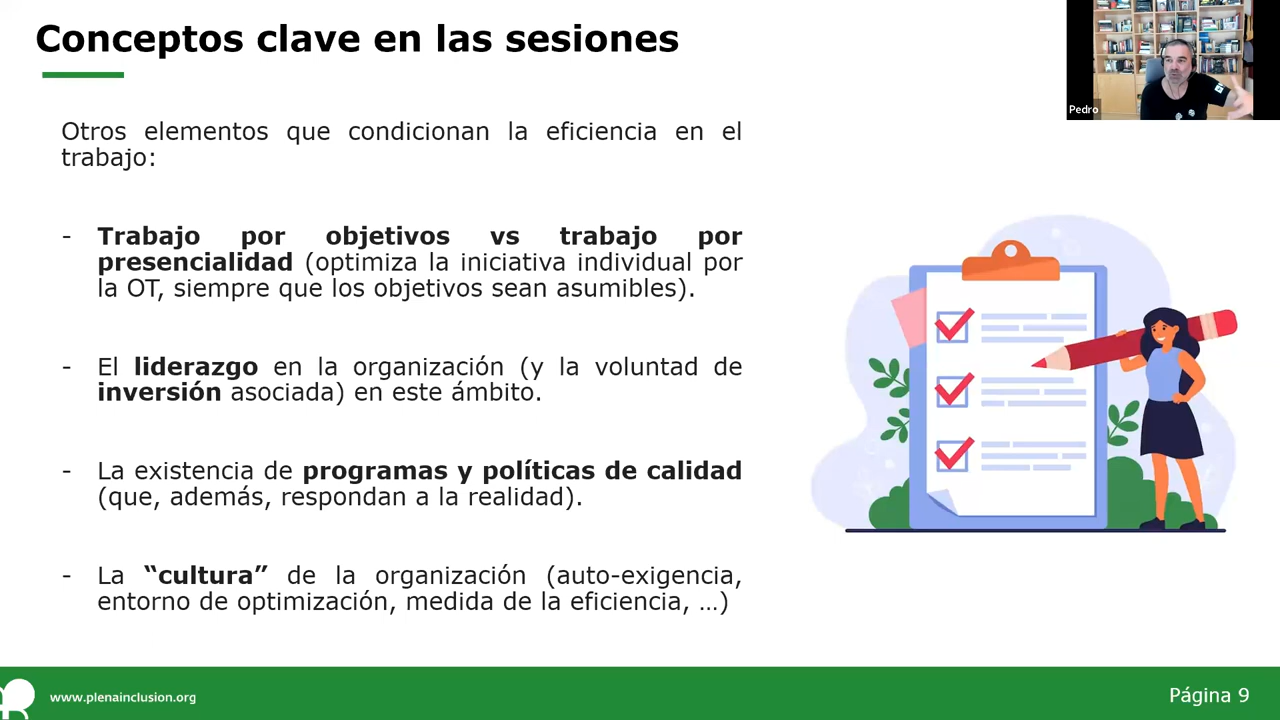 Conceptos clave en las sesiones
Pedro
Otros elementos que condicionan la eficiencia en el
trabajo:
- Trabajo por objetivos vs trabajo por
presencialidad (optimiza la iniciativa individual por
la OT, siempre que los objetivos sean asumibles).
- El liderazgo en la organización (y la voluntad de
inversión asociada) en este ámbito.
- La existencia de programas y políticas de calidad
(que, además, respondan a la realidad).
- La “cultura” de la organización (auto-exigencia,
entorno de optimización, medida de la eficiencia, …)
www.plenainclusion.org
Página 9